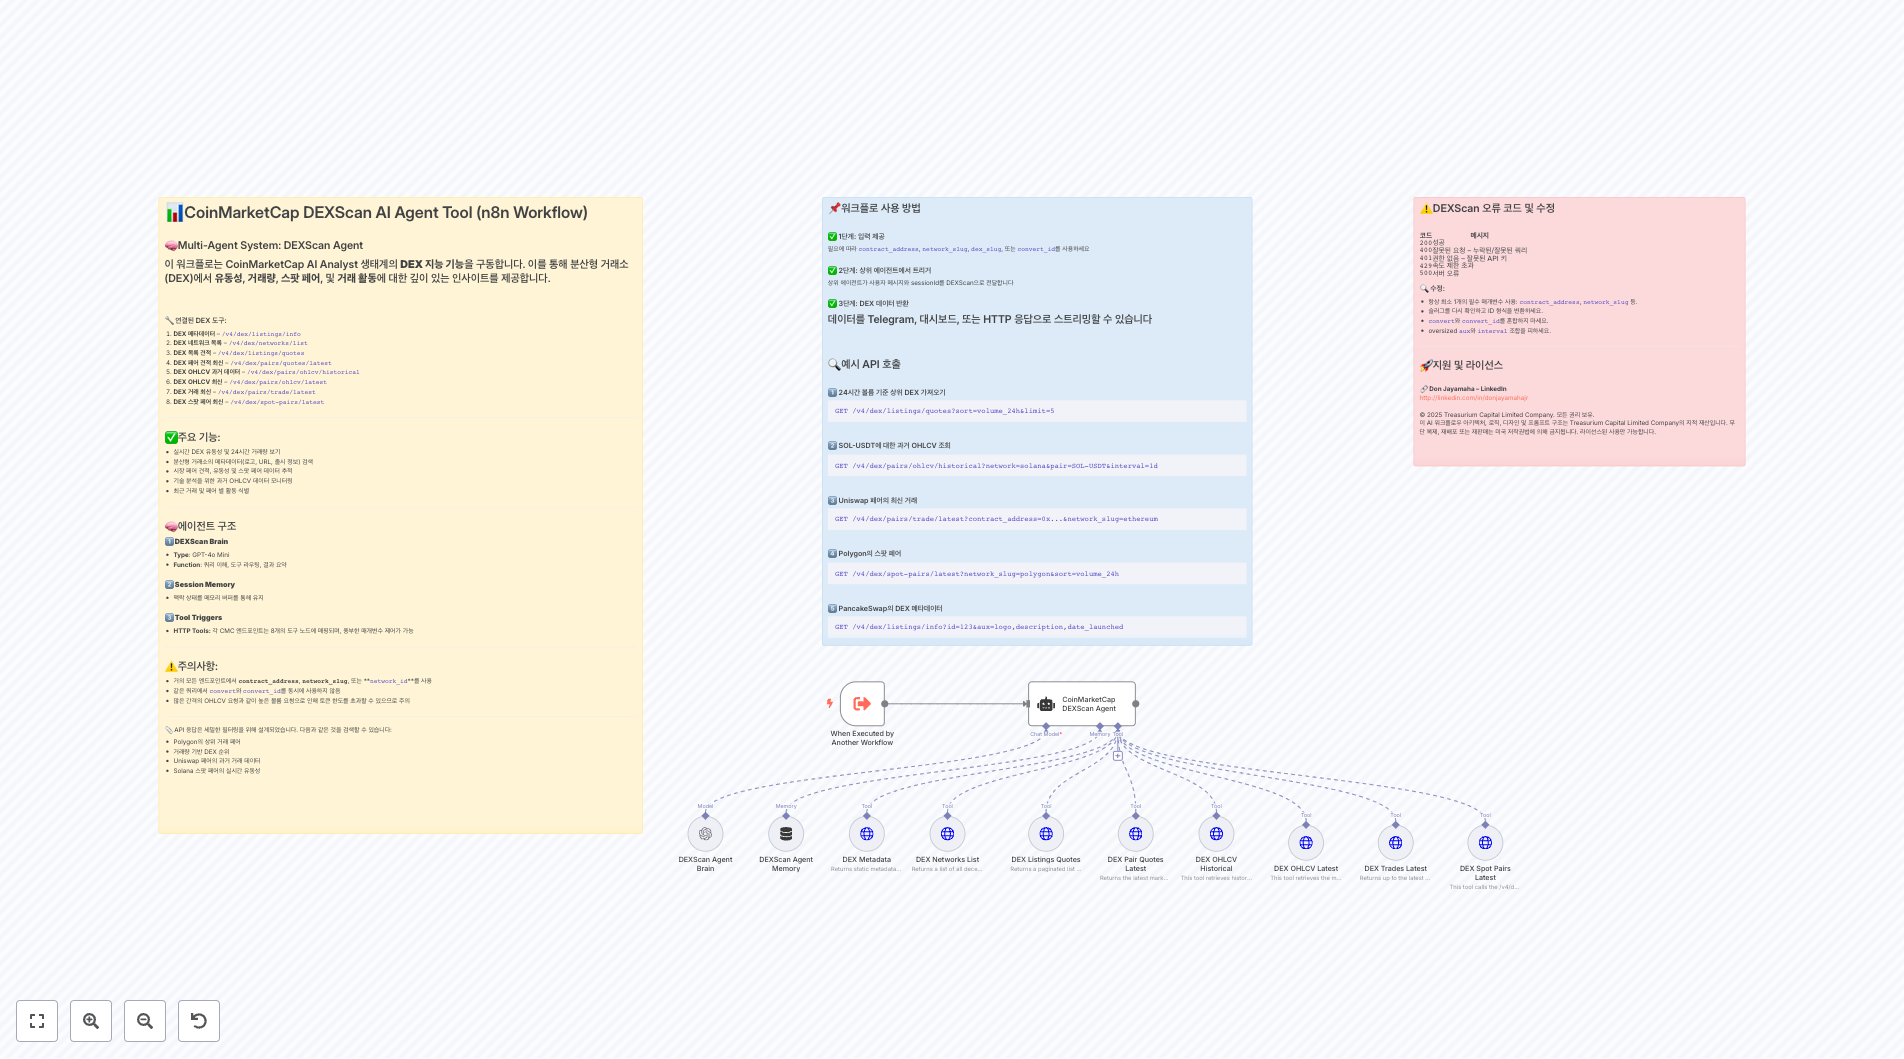 📊CoinMarketCap DEXScan AI Agent Tool (n8n Workflow)
🧠Multi-Agent System: DEXScan Agent
이 워크플로는 CoinMarketCap AI Analyst 생태계의 DEX 지능 기능을 구동합니다. 이를 통해 분산형 거래소
(DEX)에서 유동성, 거래량, 스팟 페어, 및 거래 활동에 대한 깊이 있는 인사이트를 제공합니다.
🔧연결된 DEX 도구:
1. DEX 메타데이터 – /v4/dex/listings/info
2. DEX 네트워크 목록 – /v4/dex/networks/list
3. DEX 목록 견적 – /v4/dex/listings/quotes
4. DEX 페어 견적 최신 – /v4/dex/pairs/quotes/latest
5. DEX OHLCV 과거 데이터 – /v4/dex/pairs/ohlcv/historical
6. DEX OHLCV 최신 – /v4/dex/pairs/ohlcv/latest
7. DEX 거래 최신 – /v4/dex/pairs/trade/latest
8. DEX 스팟 페어 최신 – /v4/dex/spot-pairs/latest
✅주요 기능:
• 실시간 DEX 유동성 및 24시간 거래량 보기
• 분산형 거래소의 메타데이터(로고, URL, 출시 정보) 검색
• 시장 페어 견적, 유동성 및 스팟 페어 데이터 추적
• 기술 분석을 위한 과거 OHLCV 데이터 모니터링
• 최근 거래 및 페어 별 활동 식별
🧠에이전트 구조
1️⃣DEXScan Brain
• Type: GPT-4o Mini
• Function: 쿼리 이해, 도구 라우팅, 결과 요약
2️⃣Session Memory
• 맥락 상태를 메모리 버퍼를 통해 유지
3️⃣Tool Triggers
• HTTP Tools: 각 CMC 엔드포인트는 8개의 도구 노드에 매핑되며, 풍부한 매개변수 제어가 가능
⚠️주의사항:
• 거의 모든 엔드포인트에서 contract_address, network_slug, 또는 **network_id**를 사용
• 같은 쿼리에서 convert와 convert_id를 동시에 사용하지 않음
• 많은 간격의 OHLCV 요청과 같이 높은 볼륨 요청으로 인해 토큰 한도를 초과할 수 있으므로 주의
📎API 응답은 세밀한 필터링을 위해 설계되었습니다. 다음과 같은 것을 검색할 수 있습니다:
• Polygon의 상위 거래 페어
• 거래량 기반 DEX 순위
• Uniswap 페어의 과거 거래 데이터
• Solana 스팟 페어의 실시간 유동성
📌워크플로 사용 방법
✅1단계: 입력 제공
필요에 따라 contract_address, network_slug, dex_slug, 또는 convert_id를 사용하세요
✅2단계: 상위 에이전트에서 트리거
상위 에이전트가 사용자 메시지와 sessionId를 DEXScan으로 전달합니다
✅3단계: DEX 데이터 반환
데이터를 Telegram, 대시보드, 또는 HTTP 응답으로 스트리밍할 수 있습니다
🔍예시 API 호출
1️⃣24시간 볼륨 기준 상위 DEX 가져오기
GET /v4/dex/listings/quotes?sort=volume_24h&limit=5
2️⃣SOL-USDT에 대한 과거 OHLCV 조회
GET /v4/dex/pairs/ohlcv/historical?network=solana&pair=SOL-USDT&interval=1d
3️⃣Uniswap 페어의 최신 거래
GET /v4/dex/pairs/trade/latest?contract_address=0x...&network_slug=ethereum
4️⃣Polygon의 스팟 페어
GET /v4/dex/spot-pairs/latest?network_slug=polygon&sort=volume_24h
5️⃣PancakeSwap의 DEX 메타데이터
GET /v4/dex/listings/info?id=123&aux=logo,description,date_launched
⚠️DEXScan 오류 코드 및 수정
코드 메시지
200 성공
400 잘못된 요청 – 누락된/잘못된 쿼리
401 권한 없음 – 잘못된 API 키
429 속도 제한 초과
500 서버 오류
🔍수정:
• 항상 최소 1개의 필수 매개변수 사용: contract_address, network_slug 등.
• 슬러그를 다시 확인하고 ID 형식을 변환하세요.
• convert와 convert_id를 혼합하지 마세요.
• oversized aux와 interval 조합을 피하세요.
🚀지원 및 라이선스
🔗Don Jayamaha – LinkedIn
http://linkedin.com/in/donjayamahajr
© 2025 Treasurium Capital Limited Company. 모든 권리 보유.
이 AI 워크플로우 아키텍처, 로직, 디자인 및 프롬프트 구조는 Treasurium Capital Limited Company의 지적 재산입니다. 무
단 복제, 재배포 또는 재판매는 미국 저작권법에 의해 금지됩니다. 라이선스된 사용만 가능합니다.
When Executed by
Another Workflow
CoinMarketCap
DEXScan Agent
Chat Model*
Memory
Tool
Model
Memory
Tool
Tool
Tool
Tool
Tool
Tool
Tool
Tool
DEXScan Agent
Brain
DEXScan Agent
Memory
DEX Metadata
Returns static metadata...
DEX Networks List
Returns a list of all dece...
DEX Listings Quotes
Returns a paginated list ...
DEX Pair Quotes
Latest
Returns the latest mark...
DEX OHLCV
Historical
This tool retrieves histor...
DEX OHLCV Latest
This tool retrieves the m...
DEX Trades Latest
Returns up to the latest ...
DEX Spot Pairs
Latest
This tool calls the /v4/d...